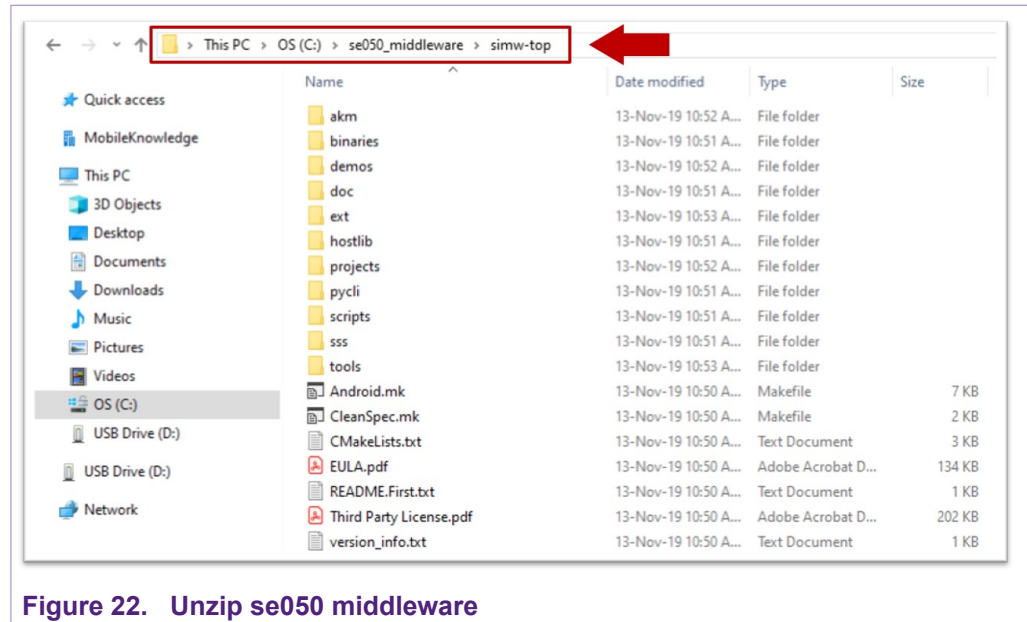 This PC > OS (C:) > se050_middleware > simw-top
Name Date modified Type Size
Quick access
MobileKnowledge
This PC
3D Objects
Desktop
Documents
Downloads
Music
Pictures
Videos
OS (C:)
USB Drive (D:)
USB Drive (D:)
Network
akm 13-Nov-19 10:52 A... File folder
binaries 13-Nov-19 10:51 A... File folder
demos 13-Nov-19 10:52 A... File folder
doc 13-Nov-19 10:51 A... File folder
ext 13-Nov-19 10:53 A... File folder
hostlib 13-Nov-19 10:51 A... File folder
projects 13-Nov-19 10:52 A... File folder
pycli 13-Nov-19 10:51 A... File folder
scripts 13-Nov-19 10:51 A... File folder
sss 13-Nov-19 10:51 A... File folder
tools 13-Nov-19 10:53 A... File folder
Android.mk 13-Nov-19 10:50 A... Makefile 7 KB
CleanSpec.mk 13-Nov-19 10:50 A... Makefile 2 KB
CMakeLists.txt 13-Nov-19 10:50 A... Text Document 3 KB
EULA.pdf 13-Nov-19 10:50 A... Adobe Acrobat D... 134 KB
README.First.txt 13-Nov-19 10:50 A... Text Document 1 KB
Third Party License.pdf 13-Nov-19 10:50 A... Adobe Acrobat D... 202 KB
version_info.txt 13-Nov-19 10:50 A... Text Document 1 KB
Figure 22. Unzip se050 middleware